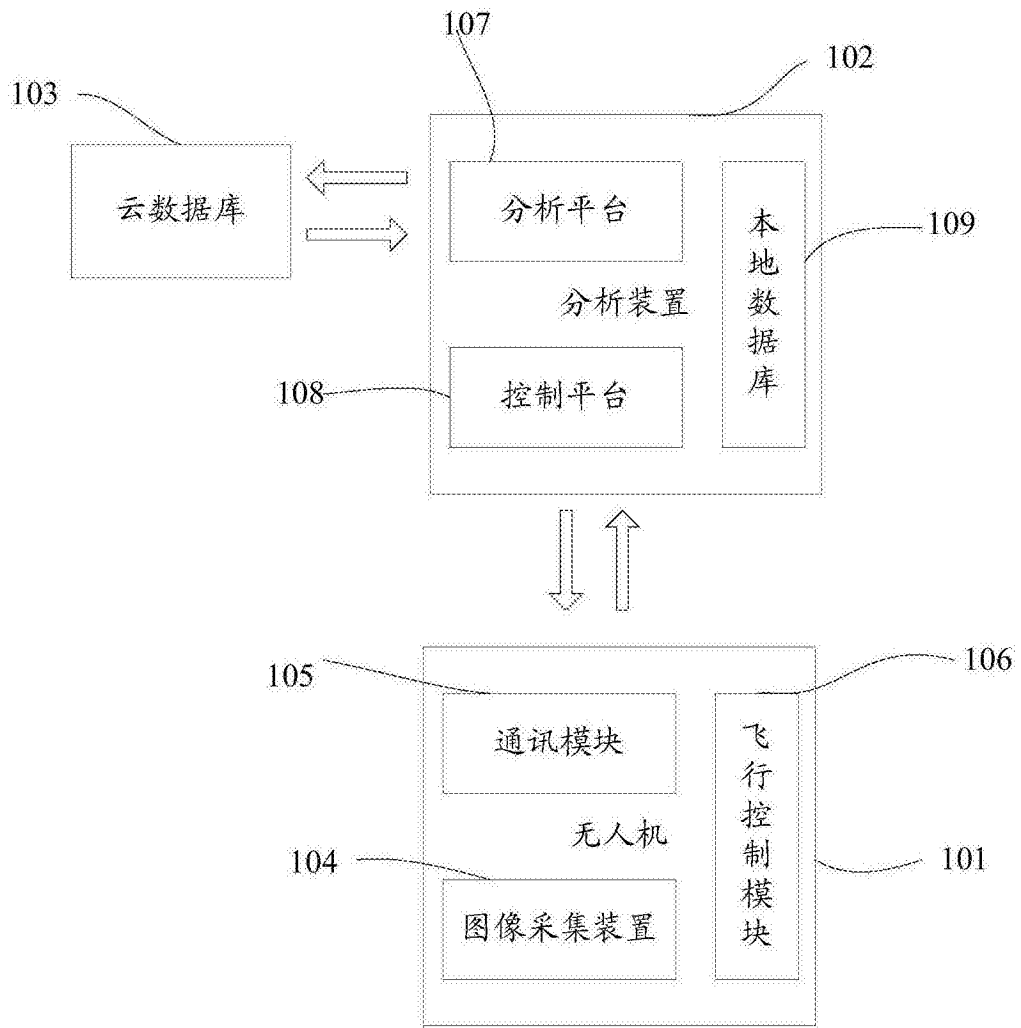 107
102
103
云数据库
分析平台
本地数据库
109
分析装置
108
控制平台
105
106
通讯模块
飞行控制模块
无人机
104
101
图像采集装置